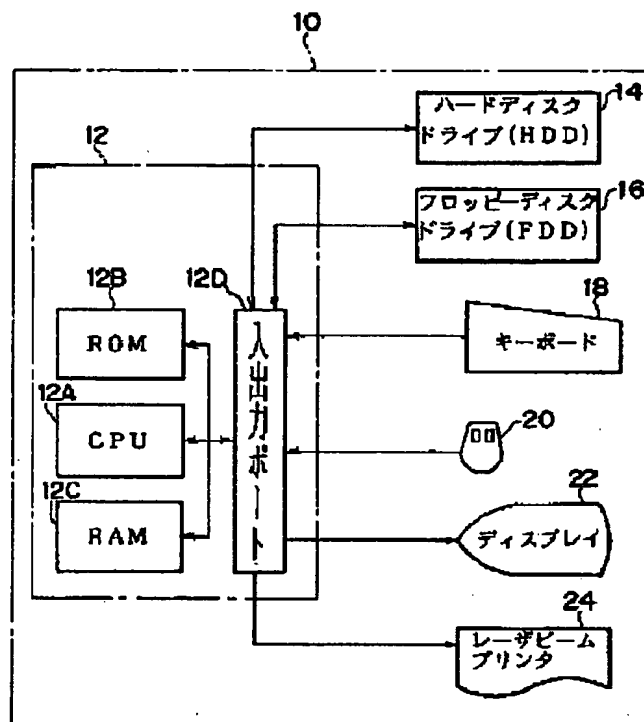 10
ハードディスク
ドライブ(HDD)
14
12
フロッピーディスク
ドライブ(FDD)
16
12B
ROM
12D
入出力ポート
18
キーボード
12A
CPU
20
12C
RAM
22
ディスプレイ
24
レーザビーム
プリンタ